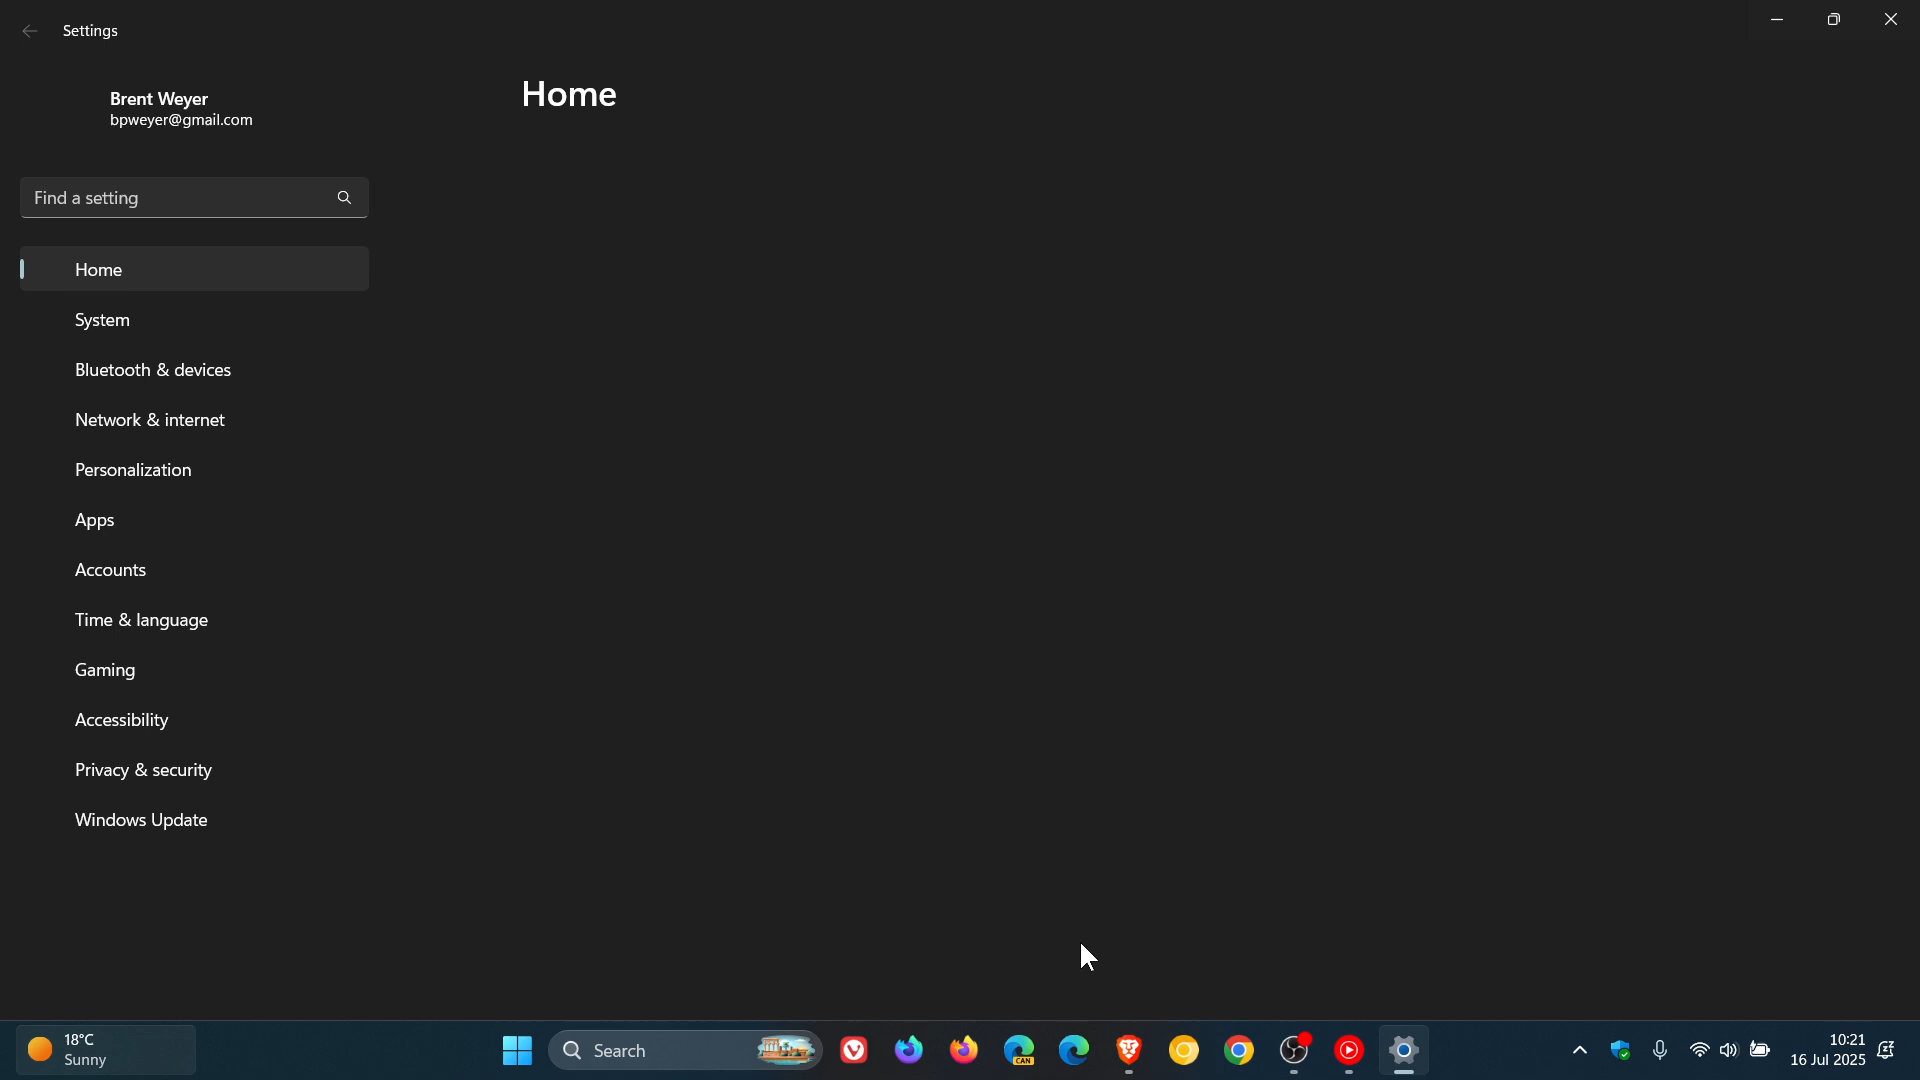 Settings
Brent Weyer
bpweyer@gmail.com
Home
Find a setting
Home
System
Bluetooth & devices
Network & internet
Personalization
Apps
Accounts
Time & language
Gaming
Accessibility
Privacy & security
Windows Update
18°C
Sunny
Search
CAN
10:21
16 Jul 2025